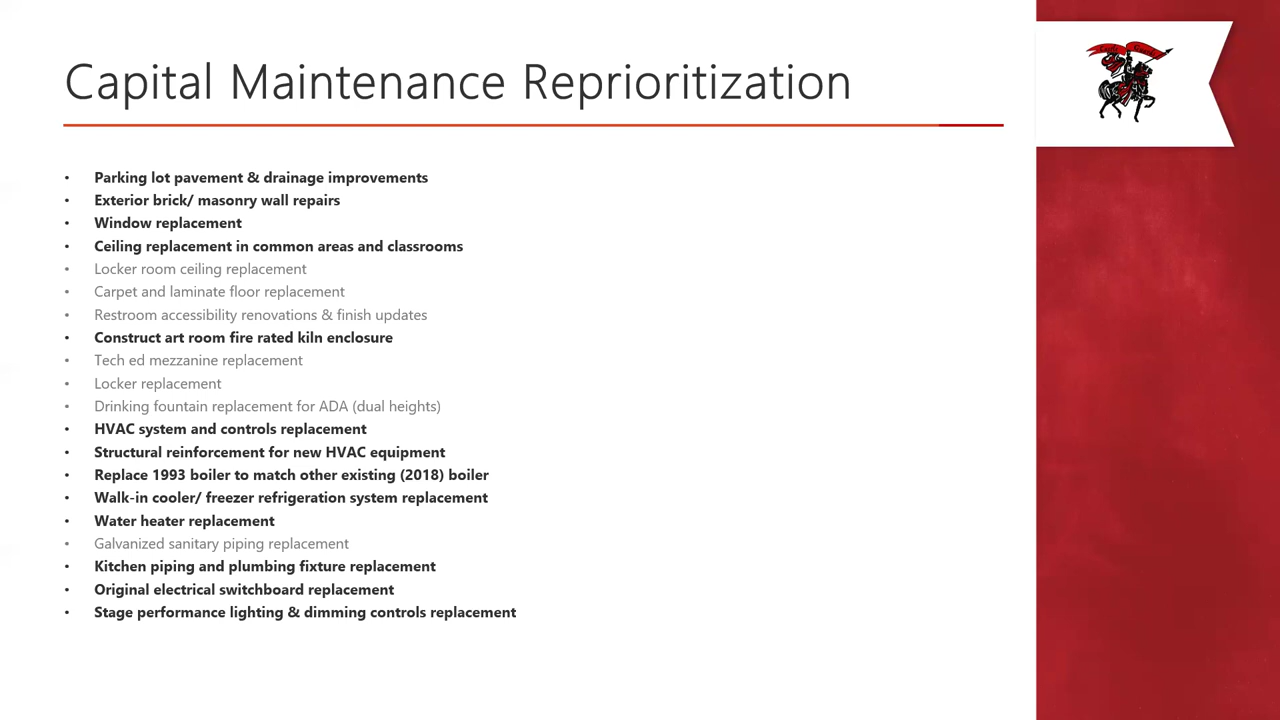 Capital Maintenance Reprioritization
• Parking lot pavement & drainage improvements
• Exterior brick/ masonry wall repairs
• Window replacement
• Ceiling replacement in common areas and classrooms
• Locker room ceiling replacement
• Carpet and laminate floor replacement
• Restroom accessibility renovations & finish updates
• Construct art room fire rated kiln enclosure
• Tech ed mezzanine replacement
• Locker replacement
• Drinking fountain replacement for ADA (dual heights)
• HVAC system and controls replacement
• Structural reinforcement for new HVAC equipment
• Replace 1993 boiler to match other existing (2018) boiler
• Walk-in cooler/ freezer refrigeration system replacement
• Water heater replacement
• Galvanized sanitary piping replacement
• Kitchen piping and plumbing fixture replacement
• Original electrical switchboard replacement
• Stage performance lighting & dimming controls replacement